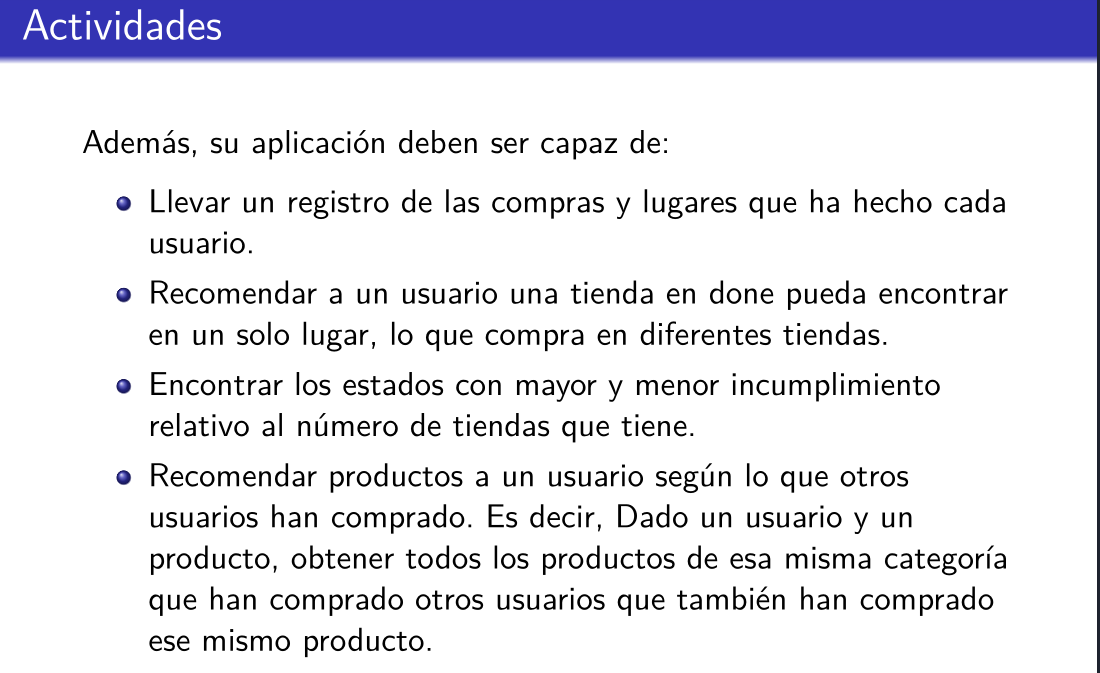 Actividades
Además, su aplicación deben ser capaz de:
Llevar un registro de las compras y lugares que ha hecho cada
usuario.
Recomendar a un usuario una tienda en done pueda encontrar
en un solo lugar, lo que compra en diferentes tiendas.
Encontrar los estados con mayor y menor incumplimiento
relativo al número de tiendas que tiene.
Recomendar productos a un usuario según lo que otros
usuarios han comprado. Es decir, Dado un usuario y un
producto, obtener todos los productos de esa misma categoría
que han comprado otros usuarios que también han comprado
ese mismo producto.